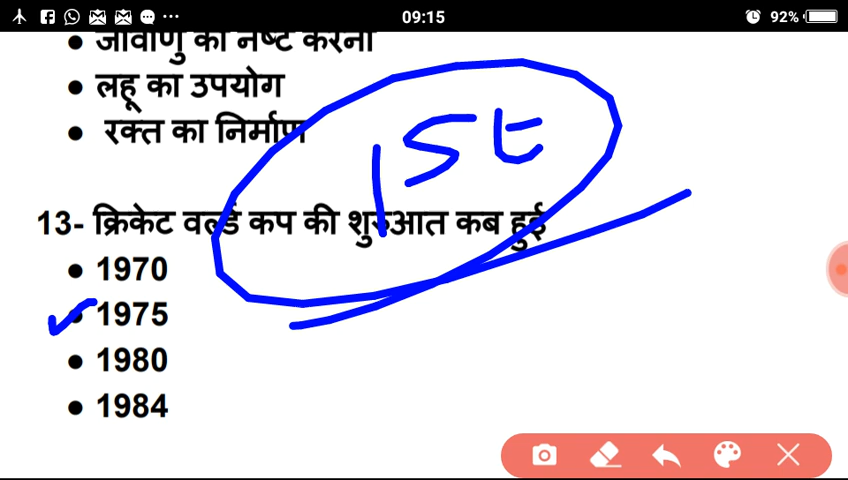 09:15
92%
• जीवाणु को नष्ट करना
• लहू का उपयोग
• रक्त का निर्माण
1st
13- क्रिकेट वर्ल्ड कप की शुरुआत कब हुई
• 1970
• 1975
• 1980
• 1984